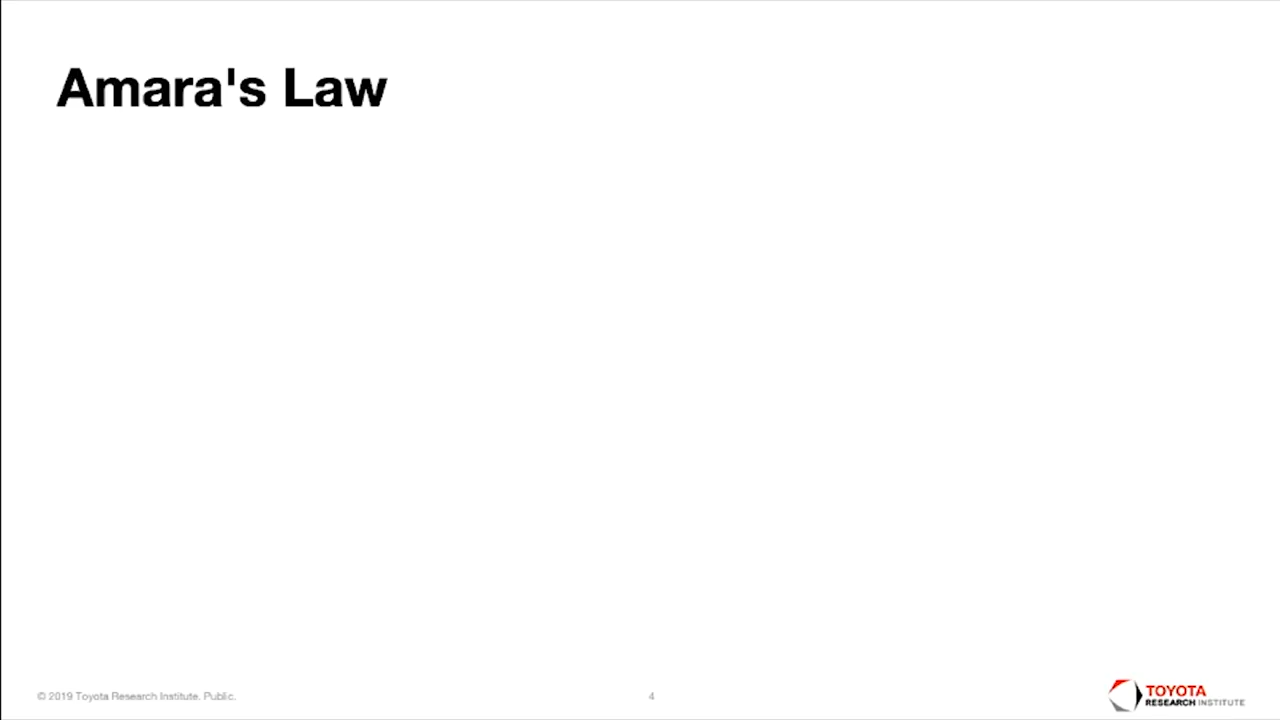 Amara's Law
© 2019 Toyota Research Institute. Public.
4
TOYOTA
RESEARCH INSTITUTE